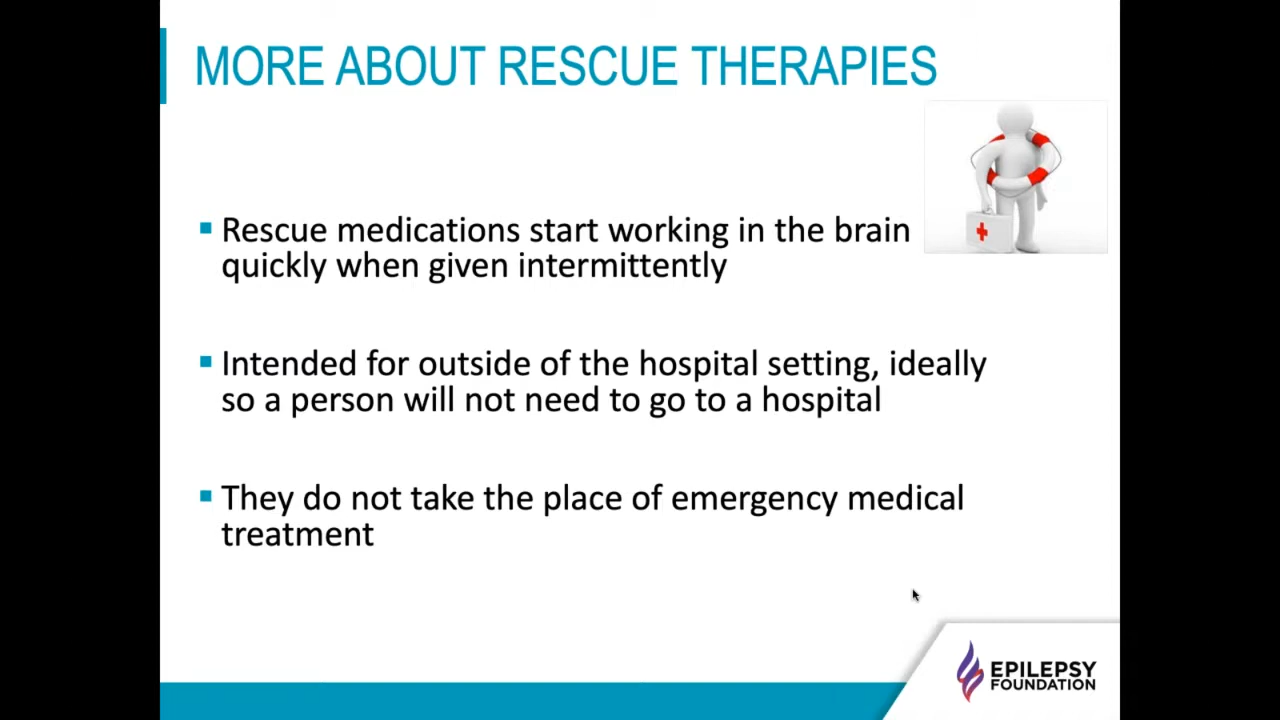 MORE ABOUT RESCUE THERAPIES
▪ Rescue medications start working in the brain
quickly when given intermittently
▪ Intended for outside of the hospital setting, ideally
so a person will not need to go to a hospital
▪ They do not take the place of emergency medical
treatment
EPILEPSY
FOUNDATION